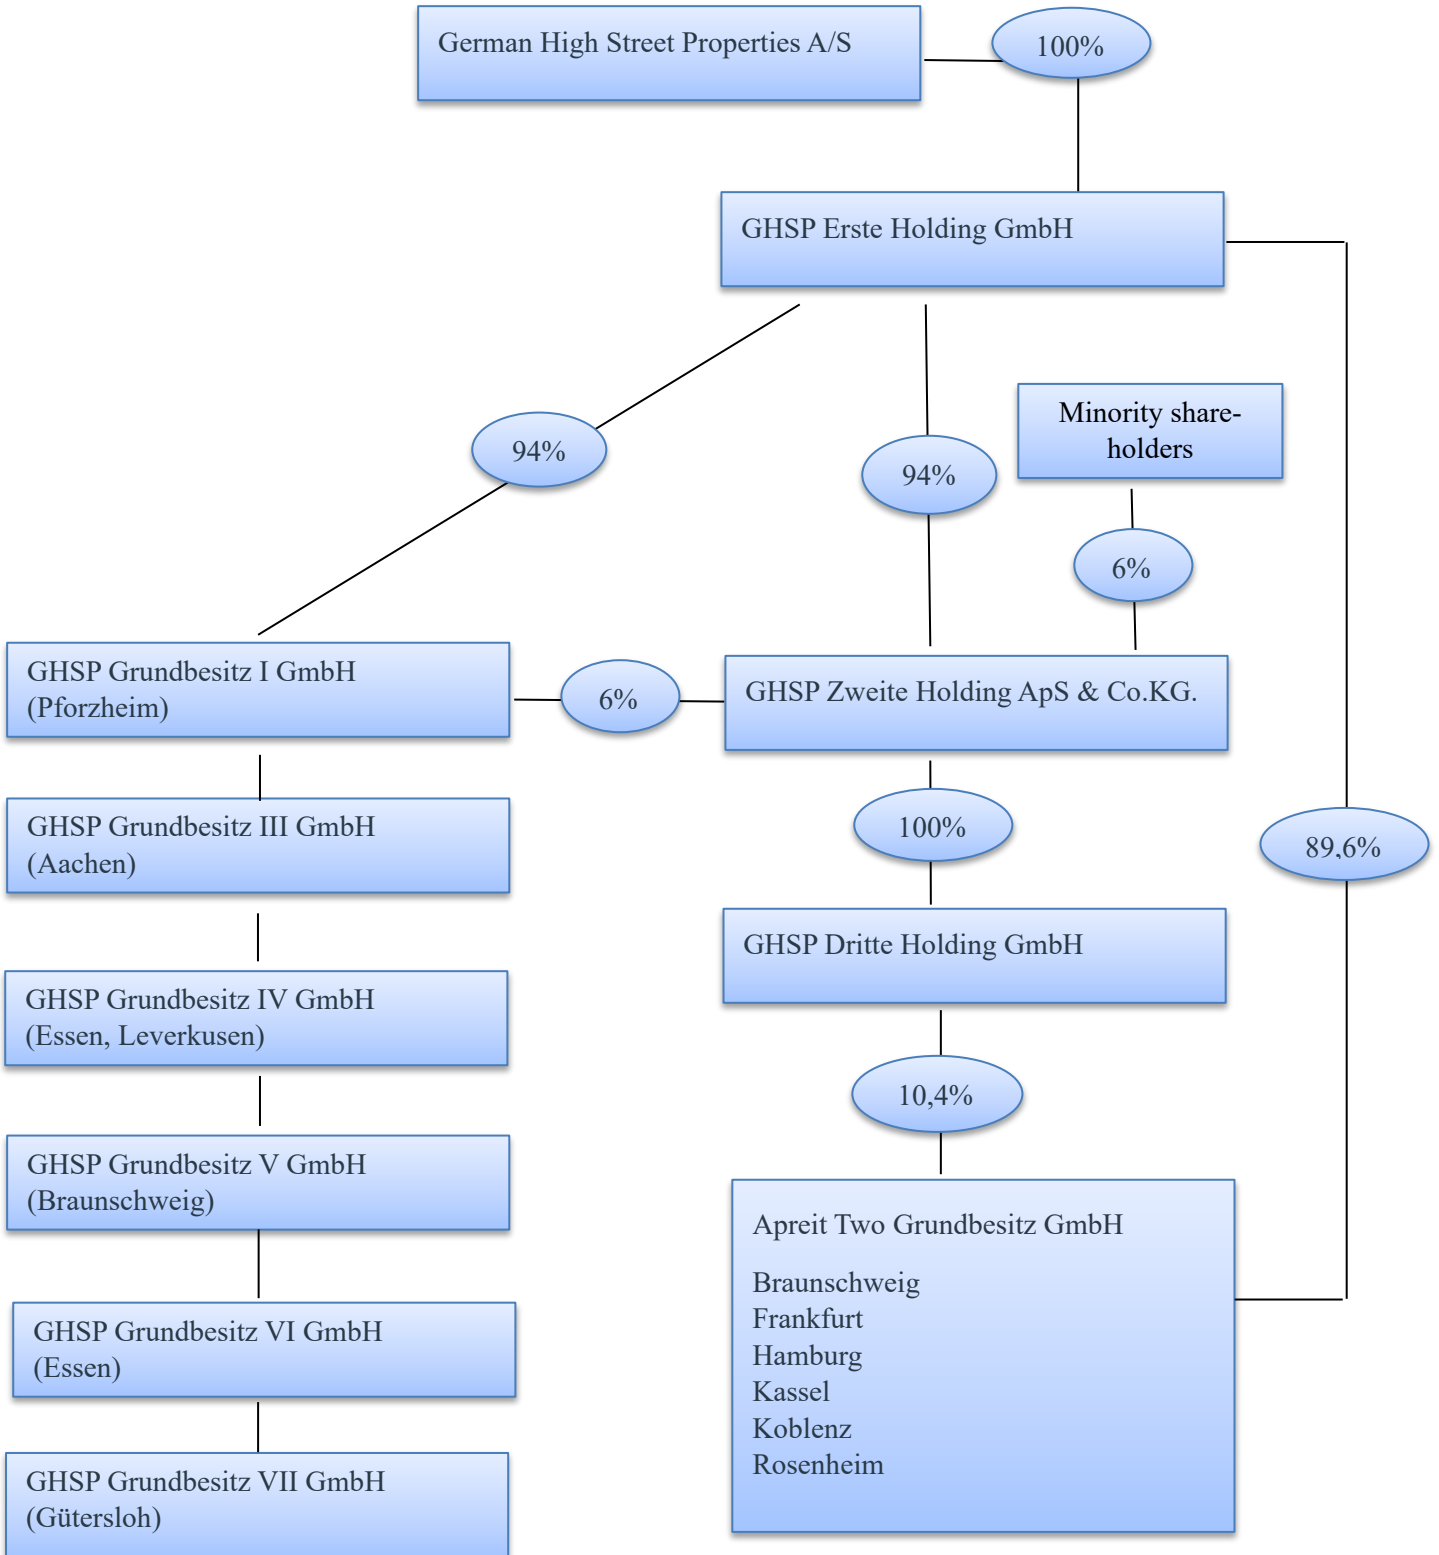 German High Street Properties A/S
100%
GHSP Erste Holding GmbH
Minority share-
holders
94%
94%
6%
GHSP Grundbesitz I GmbH
(Pforzheim)
6%
GHSP Zweite Holding ApS & Co.KG.
GHSP Grundbesitz III GmbH
(Aachen)
100%
89,6%
GHSP Dritte Holding GmbH
GHSP Grundbesitz IV GmbH
(Essen, Leverkusen)
10,4%
GHSP Grundbesitz V GmbH
(Braunschweig)
Apreit Two Grundbesitz GmbH
Braunschweig
Frankfurt
Hamburg
Kassel
Koblenz
Rosenheim
GHSP Grundbesitz VI GmbH
(Essen)
GHSP Grundbesitz VII GmbH
(Gütersloh)